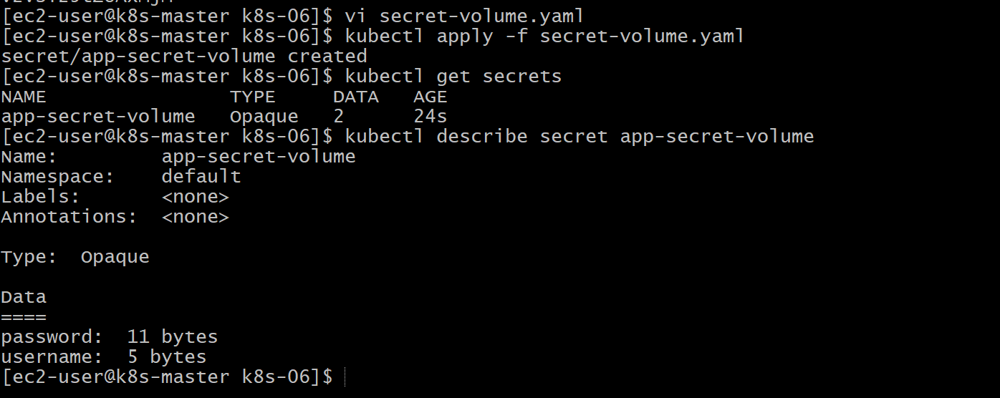 [ec2-user@k8s-master k8s-06]$ vi secret-volume.yaml
[ec2-user@k8s-master k8s-06]$ kubectl apply -f secret-volume.yaml
secret/app-secret-volume created
[ec2-user@k8s-master k8s-06]$ kubectl get secrets
NAME                TYPE     DATA   AGE
app-secret-volume   Opaque   2      24s
[ec2-user@k8s-master k8s-06]$ kubectl describe secret app-secret-volume
Name:         app-secret-volume
Namespace:    default
Labels:       <none>
Annotations:  <none>
Type:  Opaque
Data
====
password:  11 bytes
username:  5 bytes
[ec2-user@k8s-master k8s-06]$